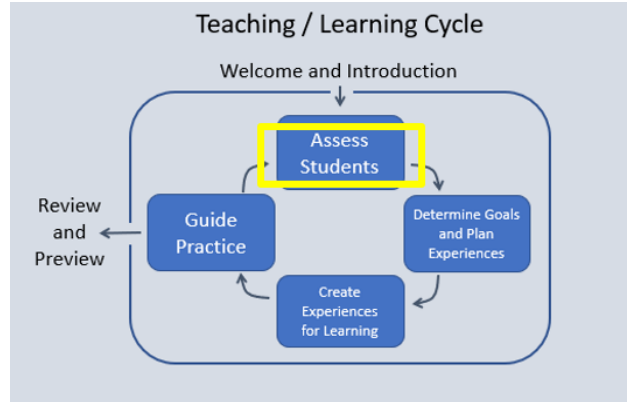 Teaching / Learning Cycle
Welcome and Introduction
Assess
Students
Determine Goals
and Plan
Experiences
Create
Experiences
for Learning
Guide
Practice
Review
and
Preview